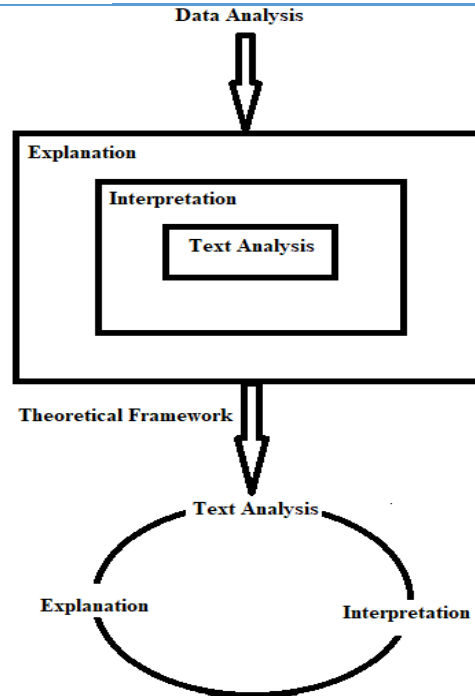 Data Analysis
Explanation
Interpretation
Text Analysis
Theoretical Framework
Text Analysis
Explanation
Interpretation